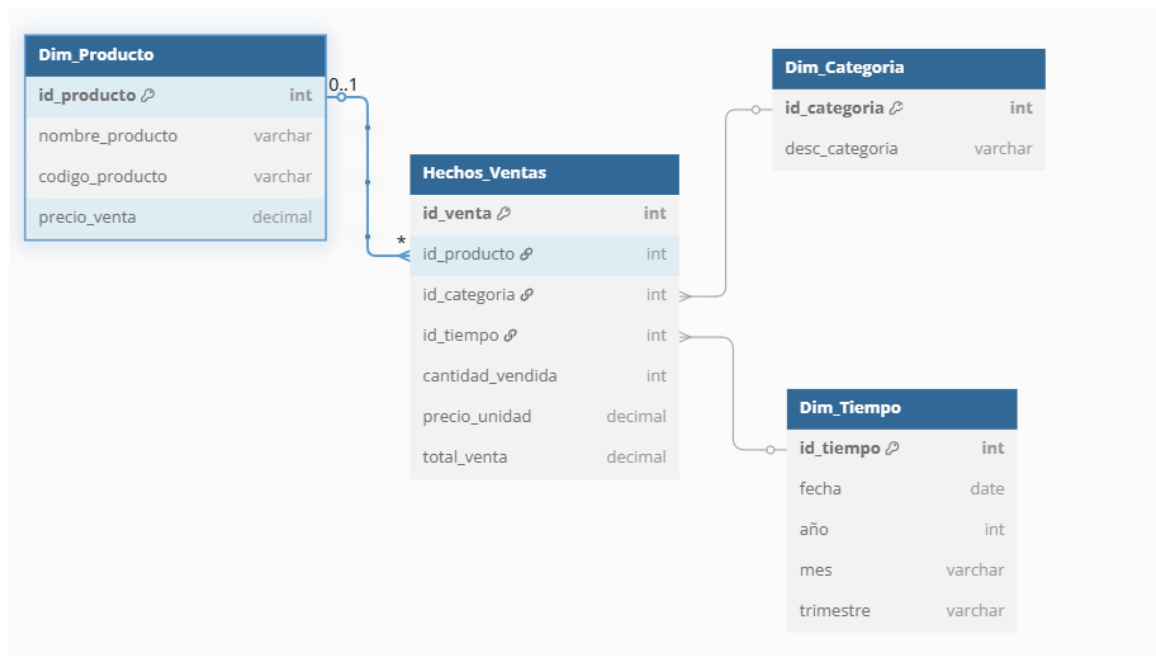 Dim_Producto
id_producto int
nombre_producto varchar
codigo_producto varchar
precio_venta decimal
0..1
*
Hechos_Ventas
id_venta int
id_producto int
id_categoria int
id_tiempo int
cantidad_vendida int
precio_unidad decimal
total_venta decimal
Dim_Categoria
id_categoria int
desc_categoria varchar
Dim_Tiempo
id_tiempo int
fecha date
año int
mes varchar
trimestre varchar